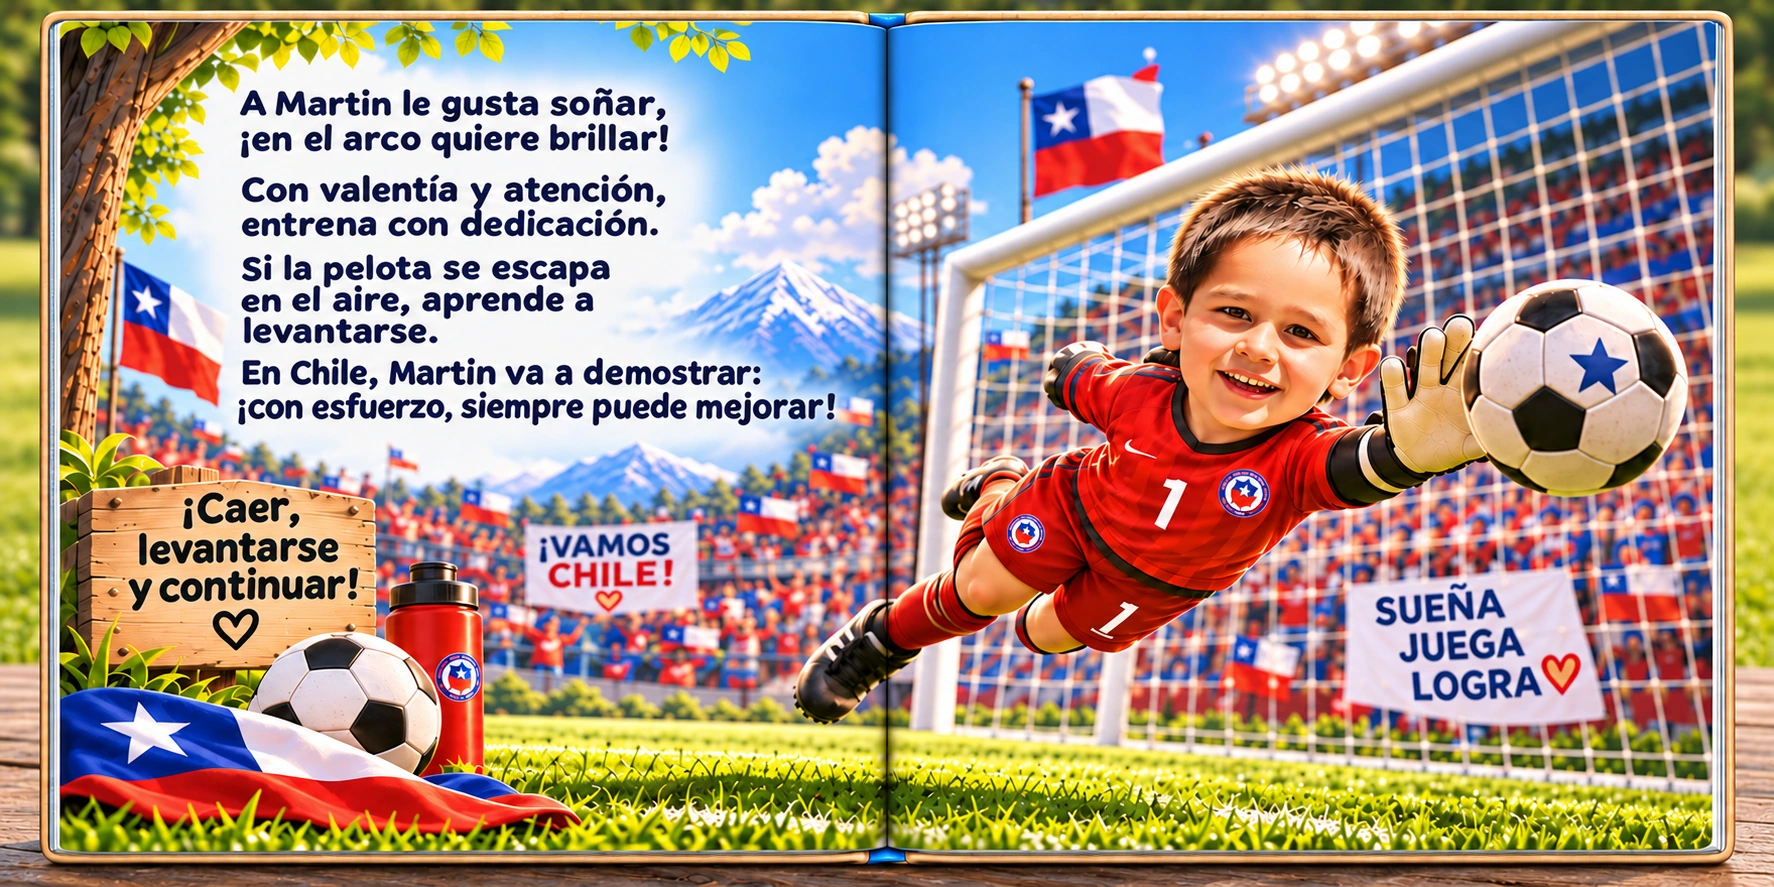 A Martin le gusta soñar,
¡en el arco quiere brillar!
Con valentía y atención,
entrena con dedicación.
Si la pelota se escapa
en el aire, aprende a
levantarse.
En Chile, Martin va a demostrar:
¡con esfuerzo, siempre puede mejorar!
¡Caer,
levantarse
y continuar!
¡VAMOS
CHILE!
1
1
SUEÑA
JUEGA
LOGRA